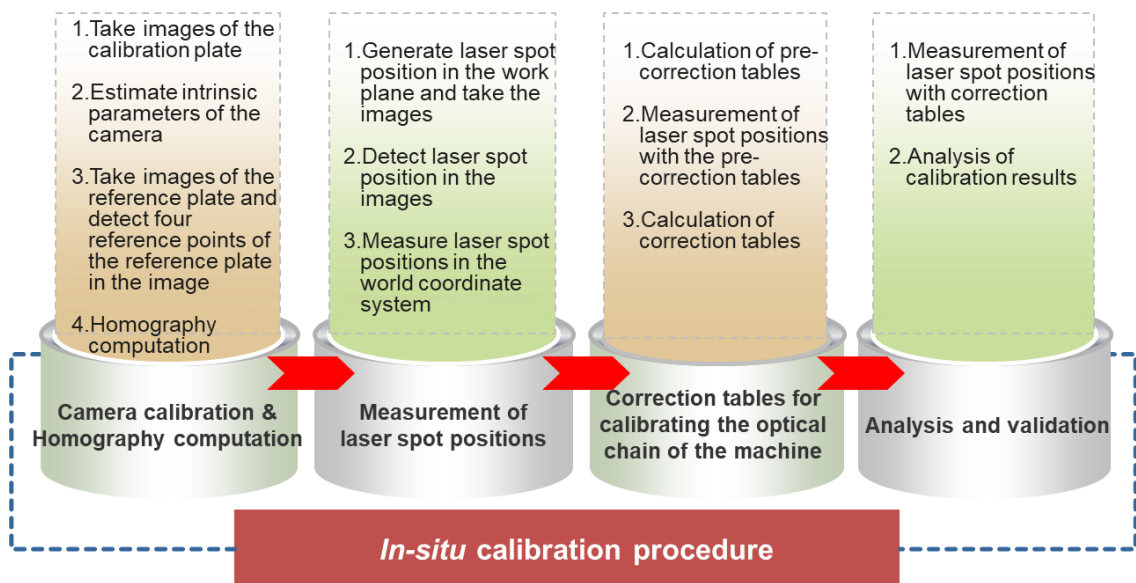 1.Take images of the
calibration plate
2.Estimate intrinsic
parameters of the
camera
3.Take images of the
reference plate and
detect four
reference points of
the reference plate
in the image
4.Homography
computation
Camera calibration &
Homography computation
1.Generate laser spot
position in the work
plane and take the
images
2.Detect laser spot
position in the
images
3.Measure laser spot
positions in the
world coordinate
system
Measurement of
laser spot positions
1.Calculation of pre-
correction tables
2.Measurement of
laser spot positions
with the pre-
correction tables
3.Calculation of
correction tables
Correction tables for
calibrating the optical
chain of the machine
1.Measurement of
laser spot positions
with correction
tables
2.Analysis of
calibration results
Analysis and validation
In-situ calibration procedure